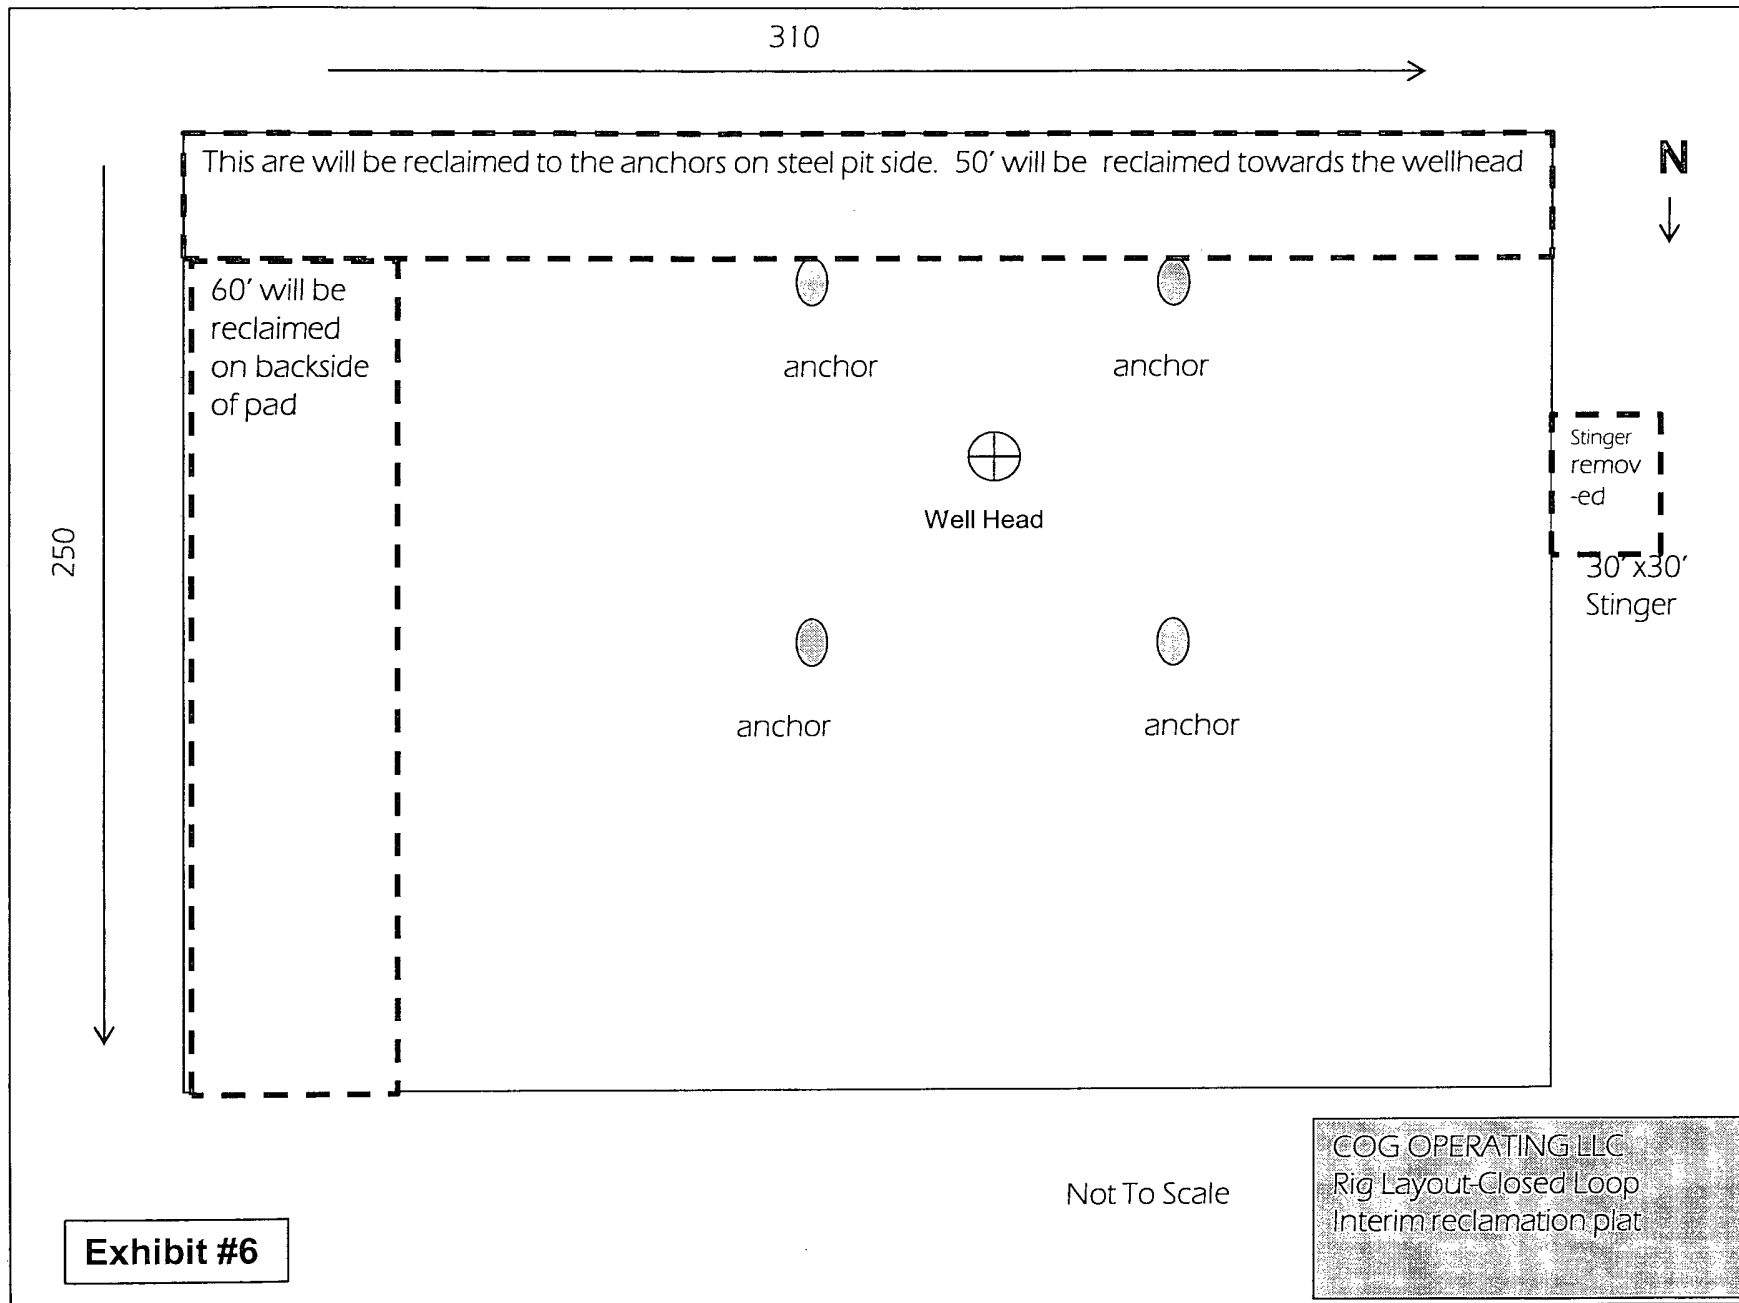 310
This are will be reclaimed to the anchors on steel pit side. 50' will be reclaimed towards the wellhead
N
60' will be
reclaimed
on backside
of pad
anchor
anchor
Stinger
remov
-ed
Well Head
250
30'x30'
Stinger
anchor
anchor
Not To Scale
COG OPERATING LLC
Rig Layout-Closed Loop
Interim reclamation plat
Exhibit #6